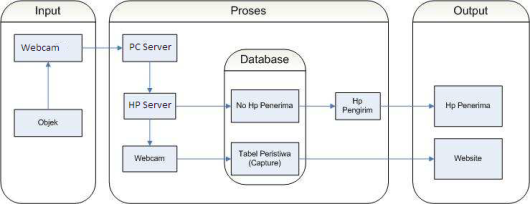 Input
Proses
Output
Webcam
PC Server
Database
HP Server
No Hp Penerima
Hp
Pengirim
Hp Penerima
Objek
Webcam
Tabel Peristiwa
(Capture)
Website